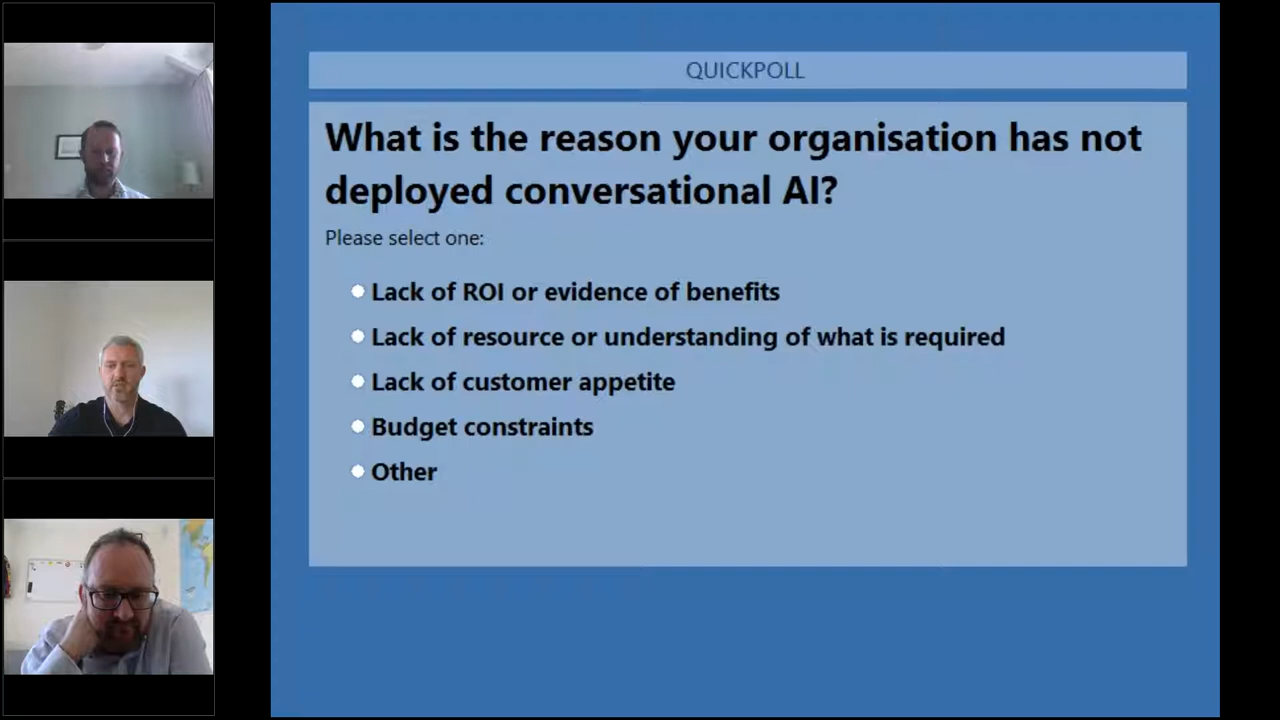 QUICKPOLL
What is the reason your organisation has not
deployed conversational AI?
Please select one:
Lack of ROI or evidence of benefits
Lack of resource or understanding of what is required
Lack of customer appetite
Budget constraints
Other